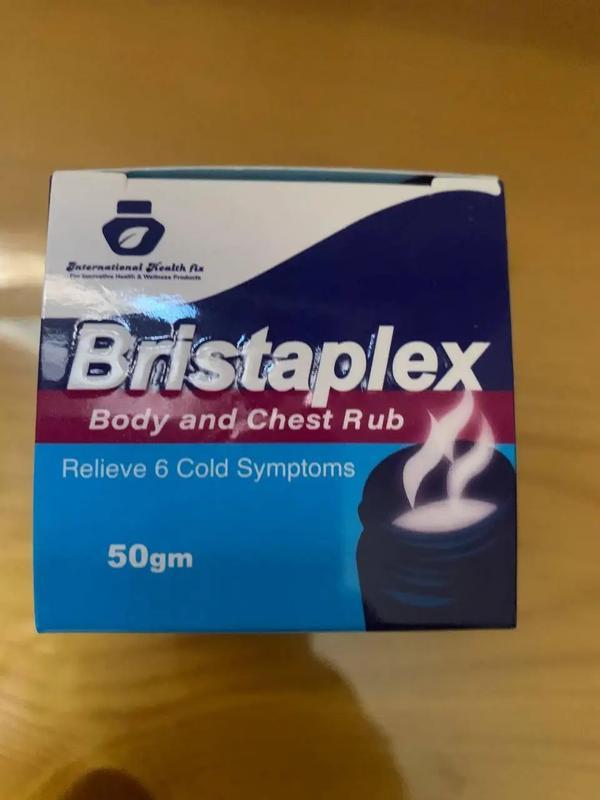 International Health fix
For Innovative Health & Wellness Products
Bristaplex
Body and Chest Rub
Relieve 6 Cold Symptoms
50gm